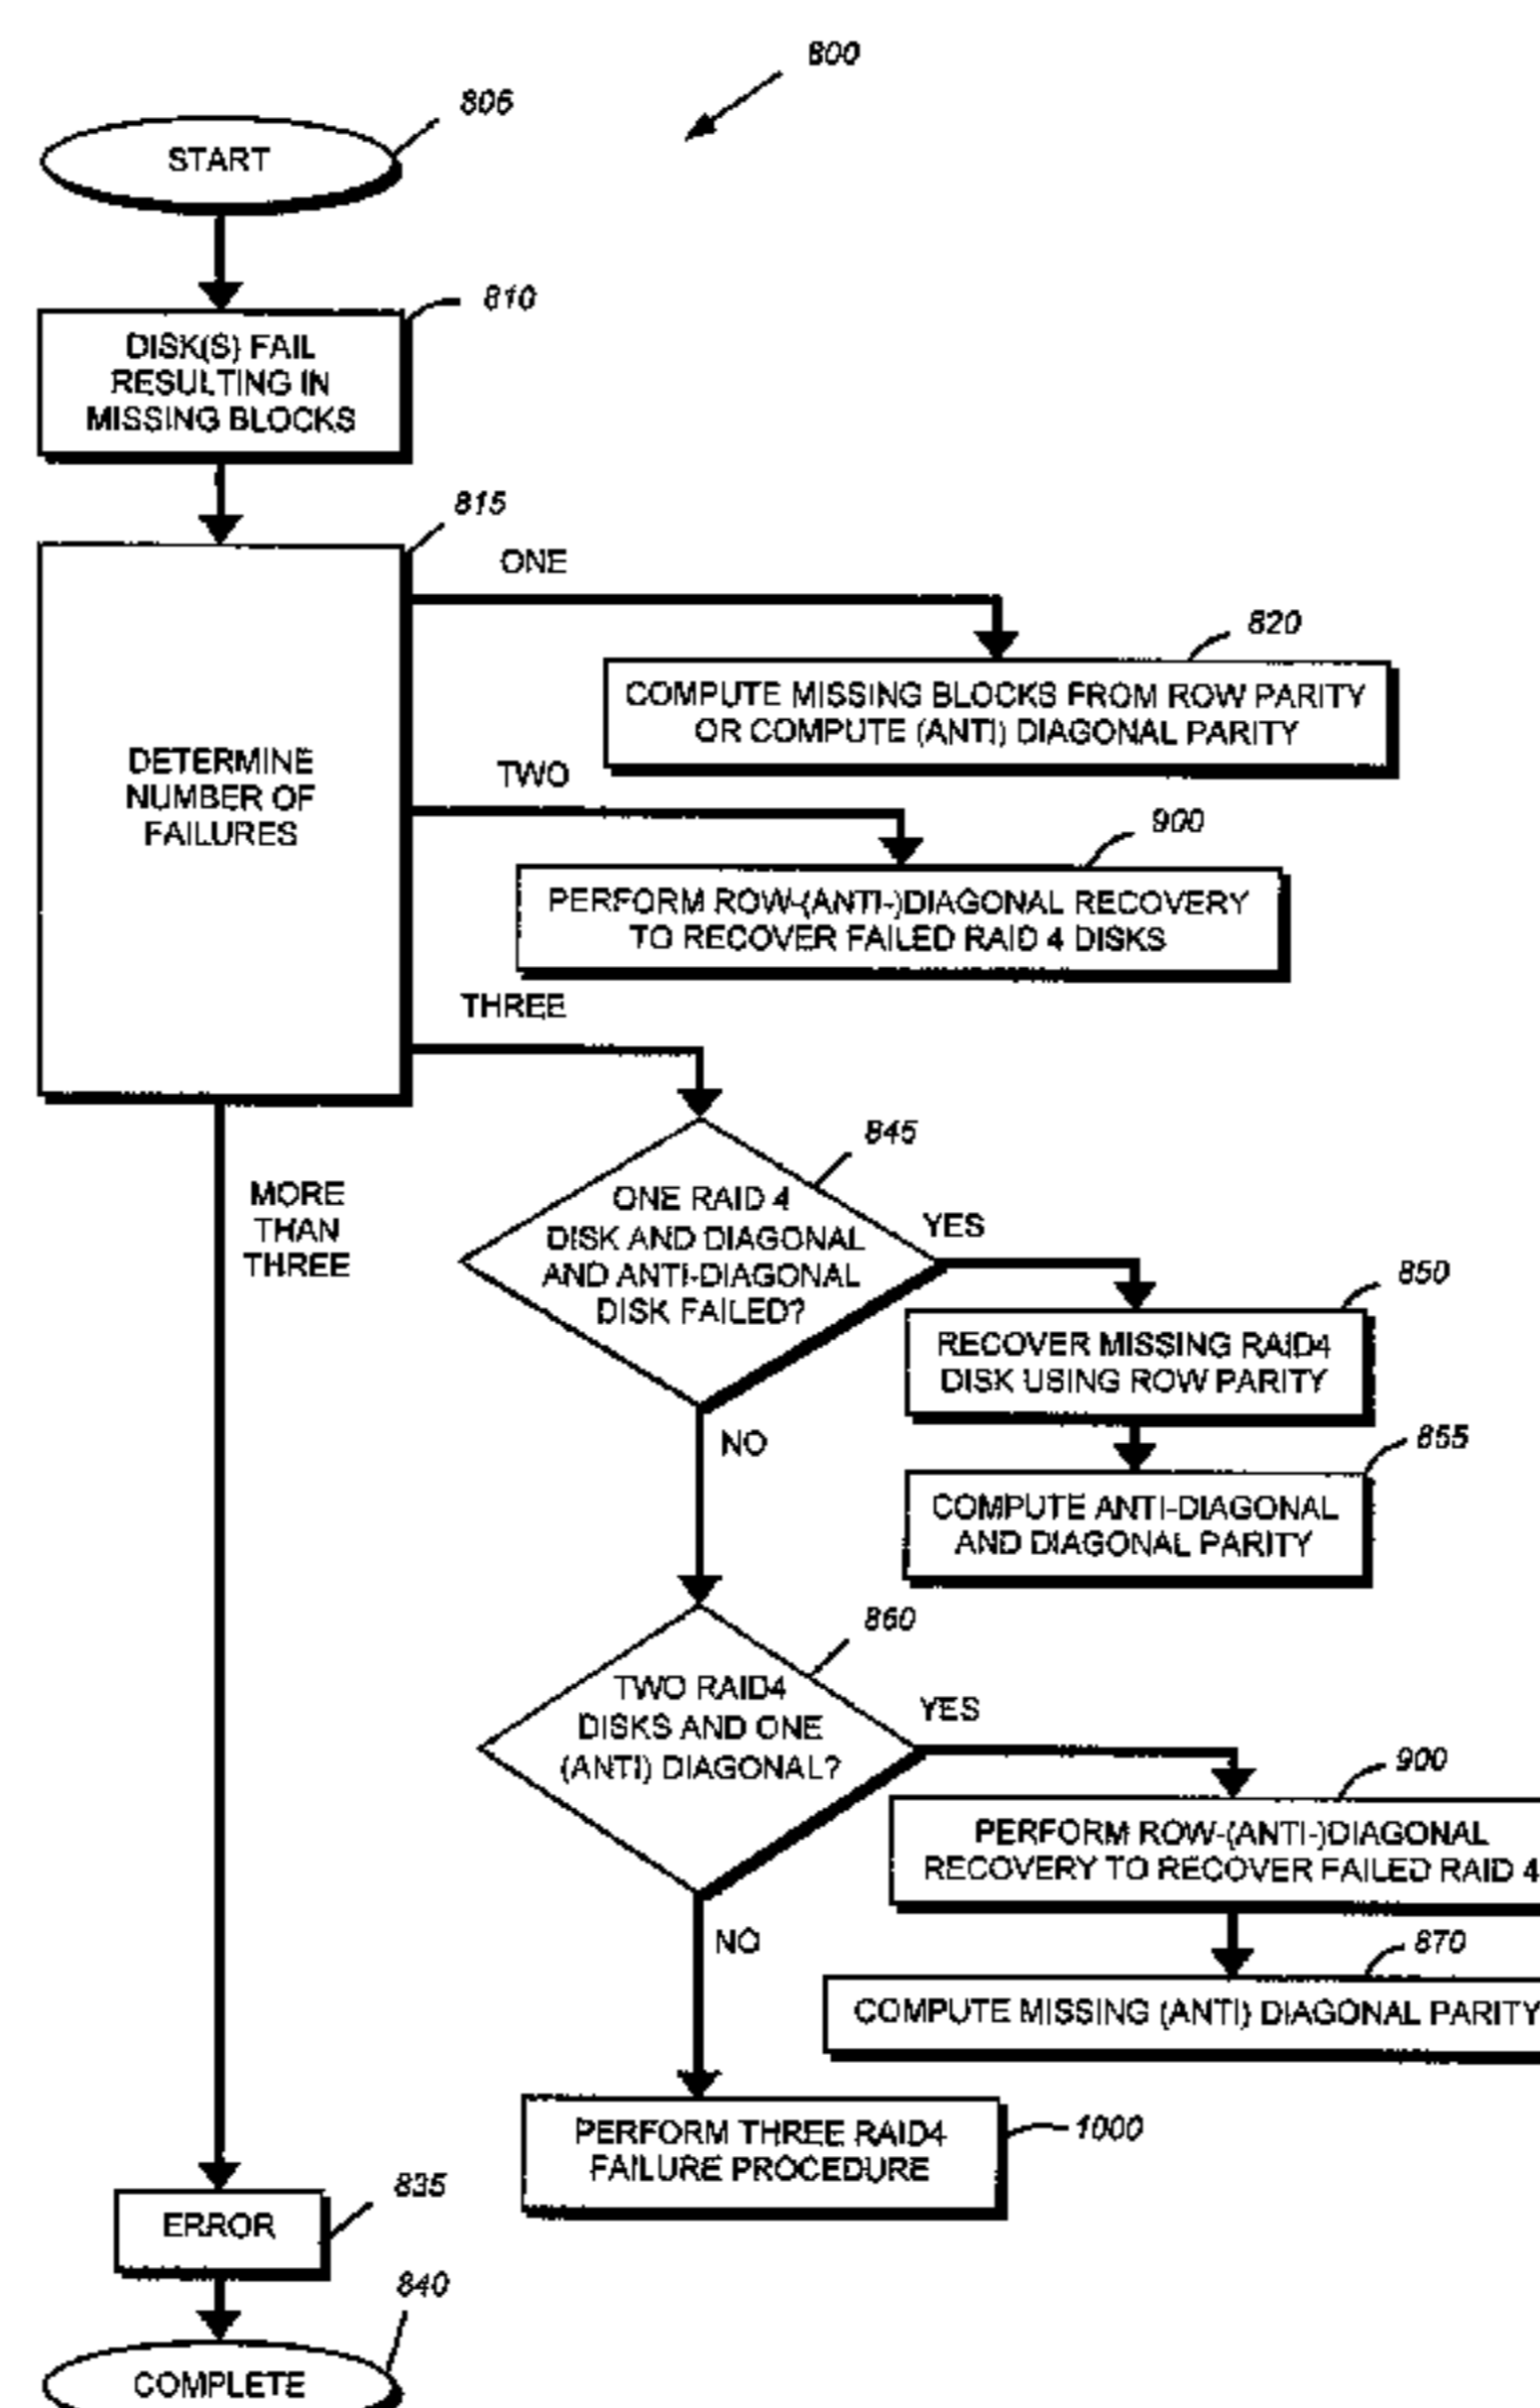 800
805
START
810
DISK(S) FAIL
RESULTING IN
MISSING BLOCKS
815
ONE
820
COMPUTE MISSING BLOCKS FROM ROW PARITY
OR COMPUTE (ANTI) DIAGONAL PARITY
DETERMINE
NUMBER OF
FAILURES
TWO
900
PERFORM ROW-(ANTI-)DIAGONAL RECOVERY
TO RECOVER FAILED RAID 4 DISKS
THREE
845
MORE
THAN
THREE
ONE RAID 4
DISK AND DIAGONAL
AND ANTI-DIAGONAL
DISK FAILED?
YES
850
RECOVER MISSING RAID4
DISK USING ROW PARITY
NO
855
COMPUTE ANTI-DIAGONAL
AND DIAGONAL PARITY
860
TWO RAID4
DISKS AND ONE
(ANTI) DIAGONAL?
YES
900
PERFORM ROW-(ANTI-)DIAGONAL
RECOVERY TO RECOVER FAILED RAID 4
NO
870
COMPUTE MISSING (ANTI) DIAGONAL PARITY
PERFORM THREE RAID4
FAILURE PROCEDURE
1000
835
ERROR
840
COMPLETE